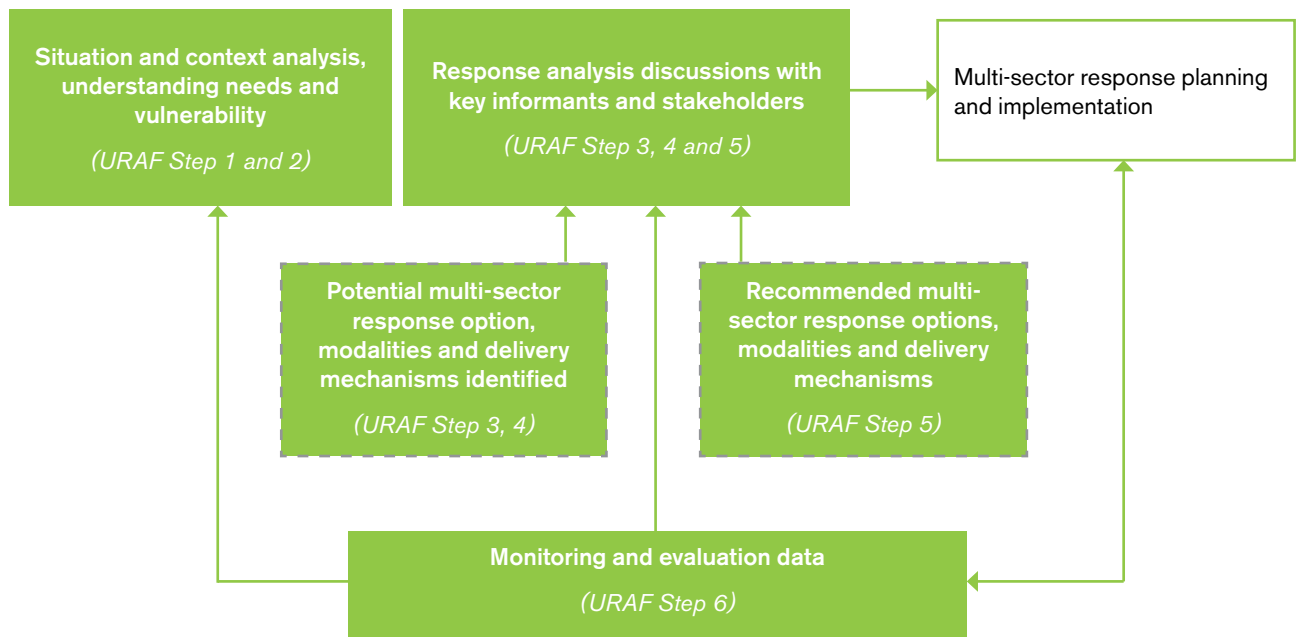 Situation and context analysis,
understanding needs and
vulnerability
(URAF Step 1 and 2)
Response analysis discussions with
key informants and stakeholders
(URAF Step 3, 4 and 5)
Multi-sector response planning
and implementation
Potential multi-sector
response option,
modalities and delivery
mechanisms identified
(URAF Step 3, 4)
Recommended multi-
sector response options,
modalities and delivery
mechanisms
(URAF Step 5)
Monitoring and evaluation data
(URAF Step 6)